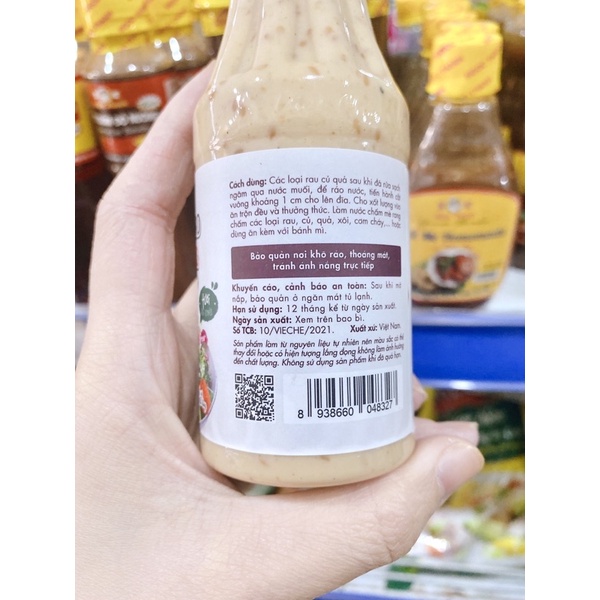 Cách dùng: Các loại rau củ quả sau khi đã rửa sạch
ngâm qua nước muối, để ráo nước, tiến hành cắt
vuông khoảng 1 cm cho lên đĩa. Cho xốt lượng vừa
ăn trộn đều và thưởng thức. Làm nước chấm mè rang
chấm các loại rau, củ, quả, xôi, cơm cháy,... hoặc
dùng ăn kèm với bánh mì.
Bảo quản nơi khô ráo, thoáng mát,
tránh ánh nắng trực tiếp
Khuyến cáo, cảnh báo an toàn: Sau khi mở
nắp, bảo quản ở ngăn mát tủ lạnh.
Hạn sử dụng: 12 tháng kể từ ngày sản xuất.
Ngày sản xuất: Xem trên bao bì.
Số TCB: 10/VIECHE/2021. Xuất xứ: Việt Nam.
Sản phẩm làm từ nguyên liệu tự nhiên nên màu sắc có thể
thay đổi hoặc có hiện tượng lắng đọng không làm ảnh hưởng
đến chất lượng. Không sử dụng sản phẩm khi đã quá hạn.
8 938660 048327